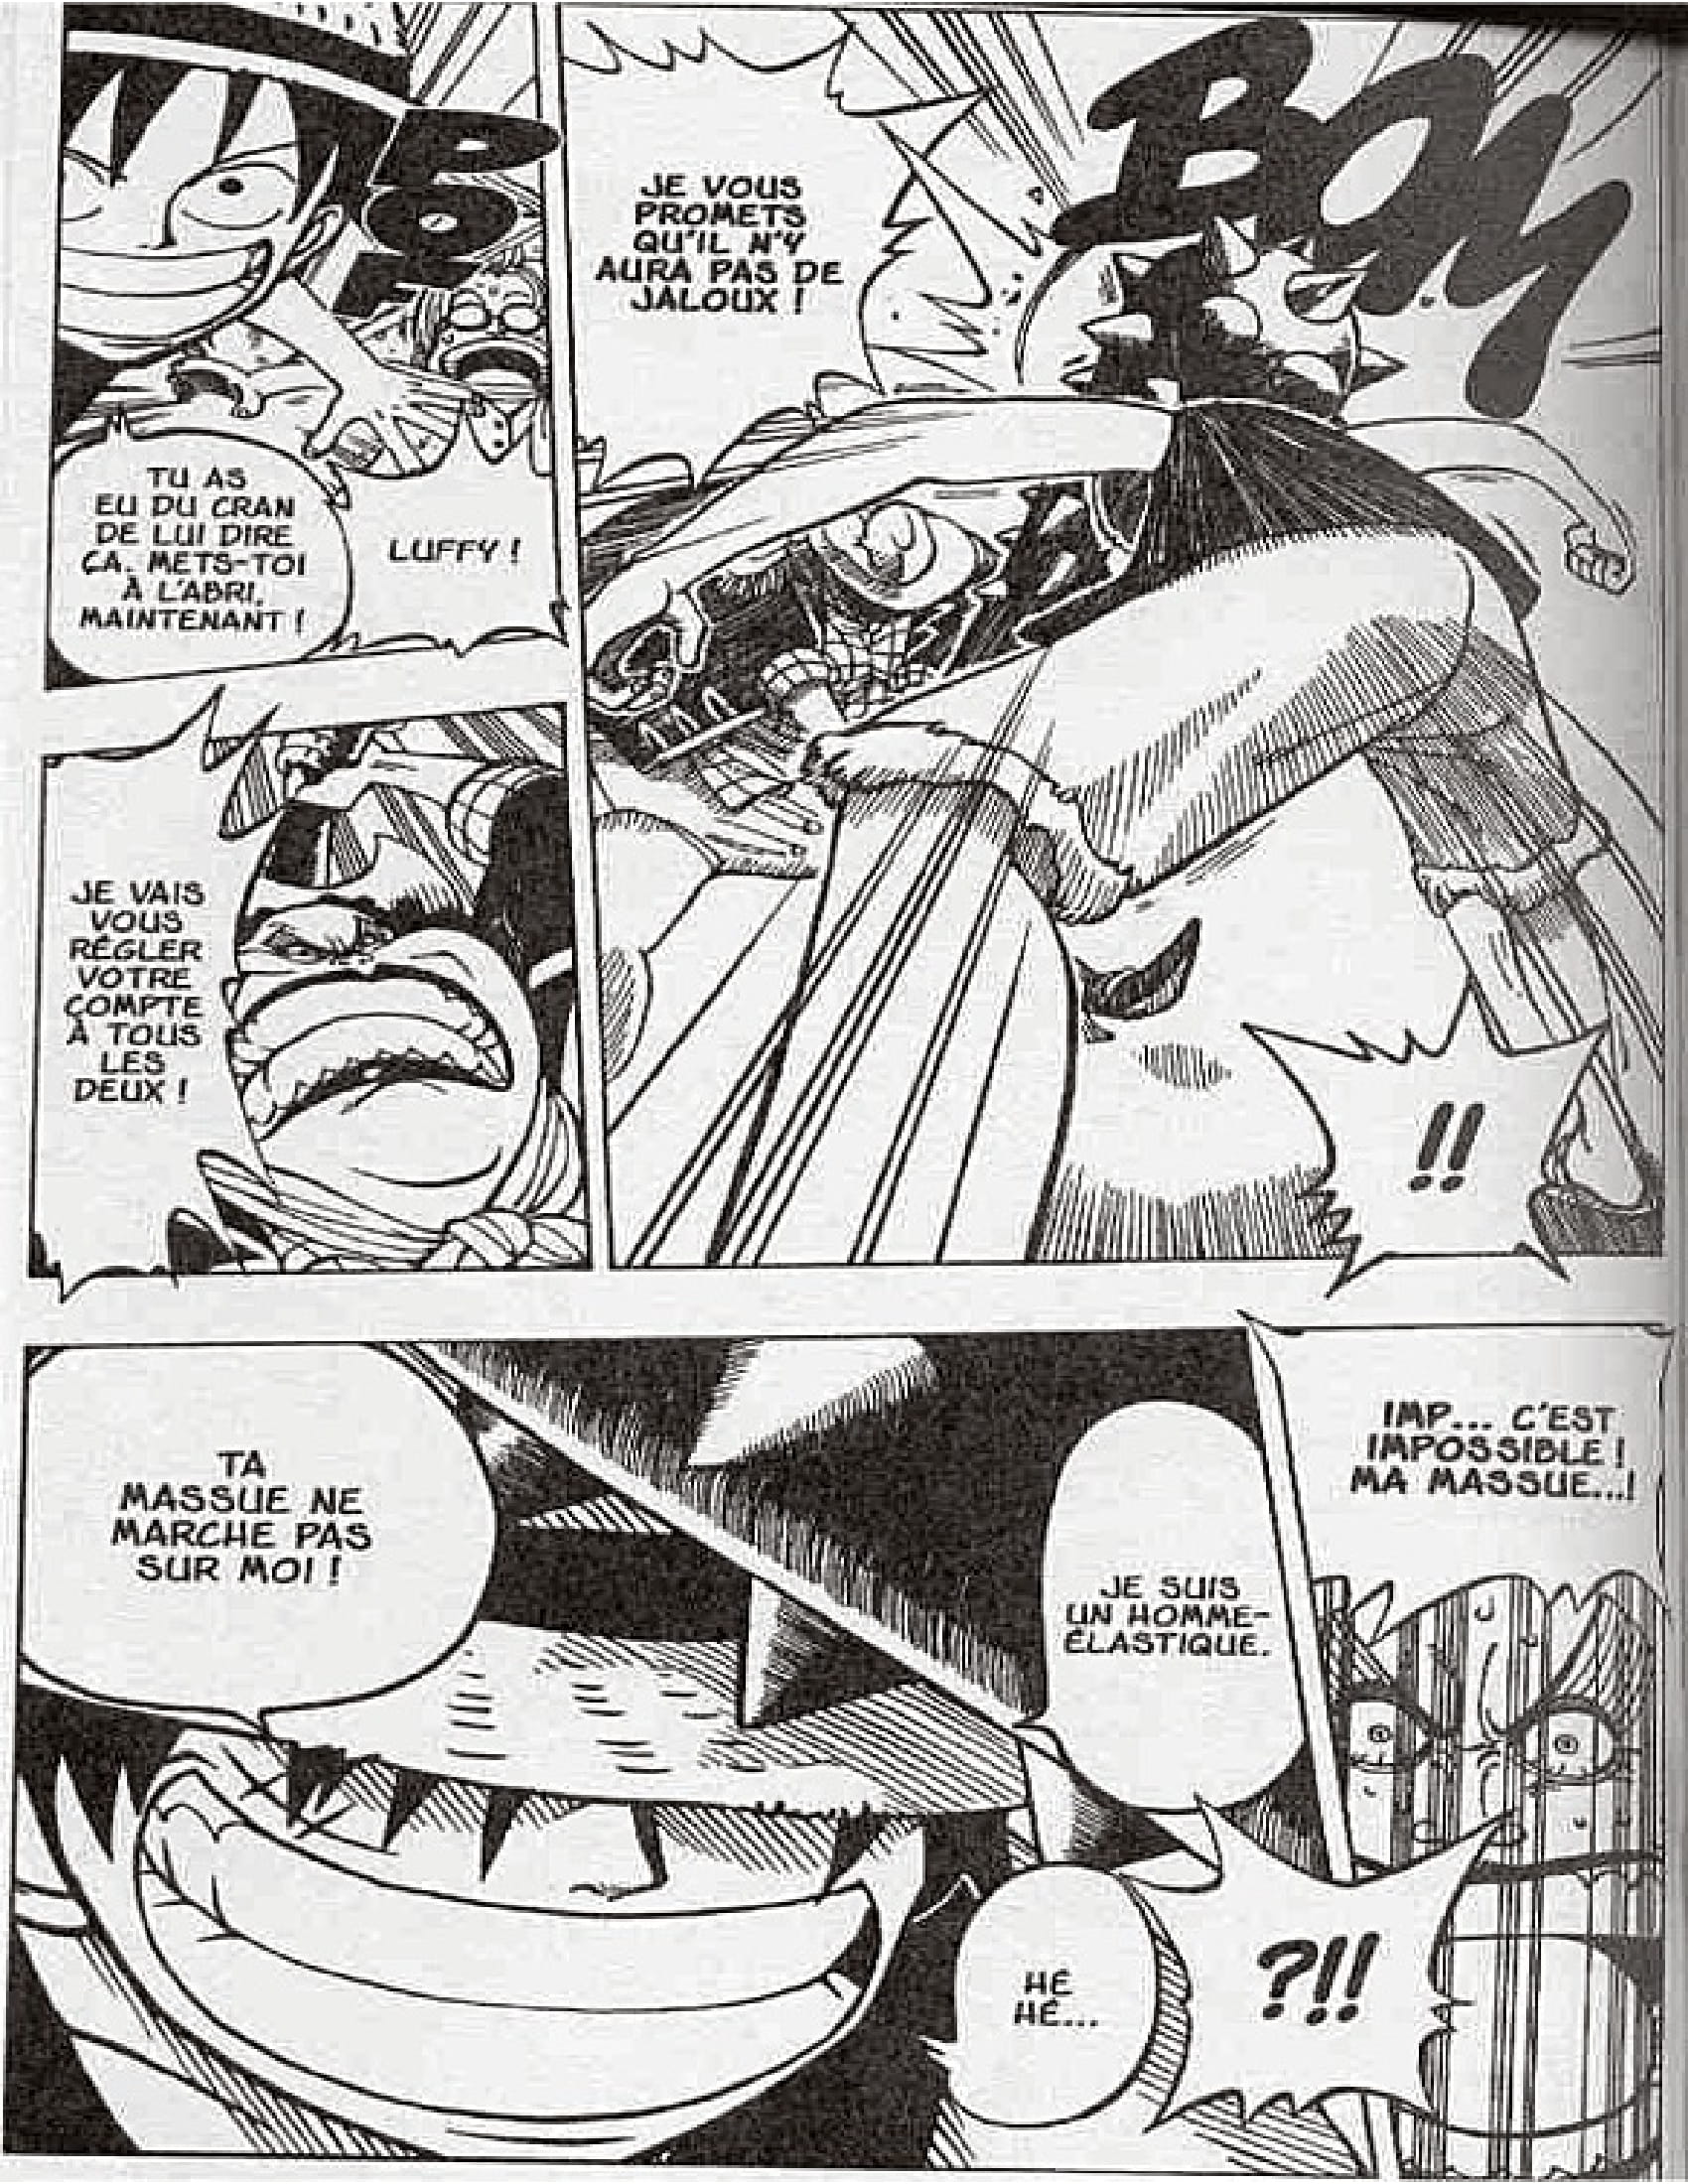 POF
TU AS
EU DU CRAN
DE LUI DIRE
ÇA. METS-TOI
À L'ABRI,
MAINTENANT !
LUFFY !
JE VAIS
VOUS
RÉGLER
VOTRE
COMPTE
À TOUS
LES
DEUX !
JE VOUS
PROMETS
QU'IL N'Y
AURA PAS DE
JALOUX !
BOM
!!
TA
MASSUE NE
MARCHE PAS
SUR MOI !
JE SUIS
UN HOMME-
ÉLASTIQUE.
HÉ
HÉ...
IMP... C'EST
IMPOSSIBLE !
MA MASSUE...!
?!!